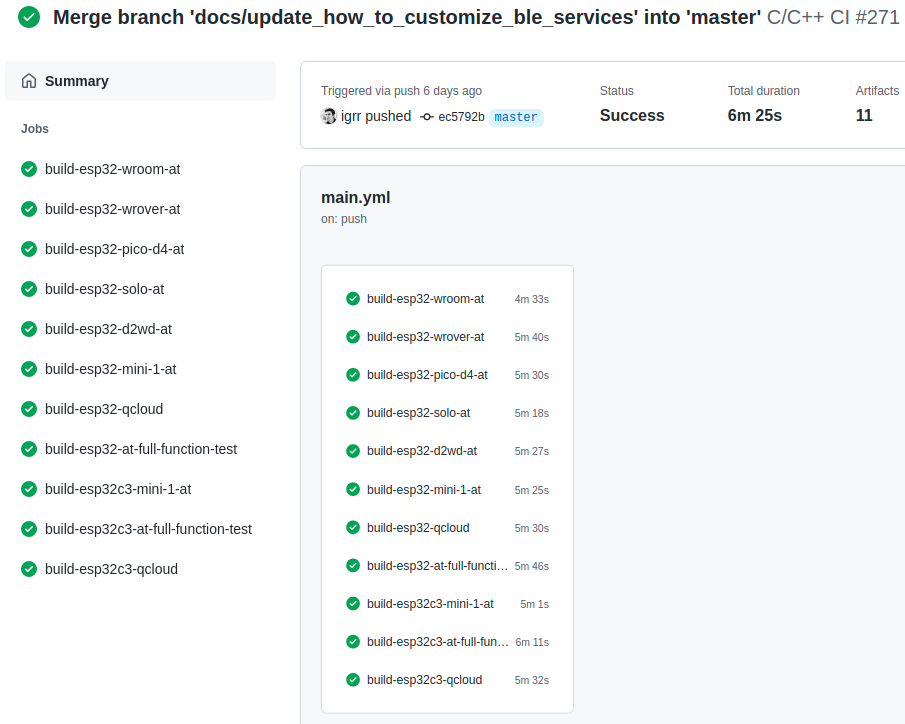 Merge branch 'docs/update_how_to_customize_ble_services' into 'master' C/C++ CI #271
Summary
Jobs
build-esp32-wroom-at
build-esp32-wrover-at
build-esp32-pico-d4-at
build-esp32-solo-at
build-esp32-d2wd-at
build-esp32-mini-1-at
build-esp32-qcloud
build-esp32-at-full-function-test
build-esp32c3-mini-1-at
build-esp32c3-at-full-function-test
build-esp32c3-qcloud
Triggered via push 6 days ago
igrr pushed ec5792b master
Status
Success
Total duration
6m 25s
Artifacts
11
main.yml
on: push
build-esp32-wroom-at 4m 33s
build-esp32-wrover-at 5m 40s
build-esp32-pico-d4-at 5m 30s
build-esp32-solo-at 5m 18s
build-esp32-d2wd-at 5m 27s
build-esp32-mini-1-at 5m 25s
build-esp32-qcloud 5m 30s
build-esp32-at-full-functi... 5m 46s
build-esp32c3-mini-1-at 5m 1s
build-esp32c3-at-full-fun... 6m 11s
build-esp32c3-qcloud 5m 32s